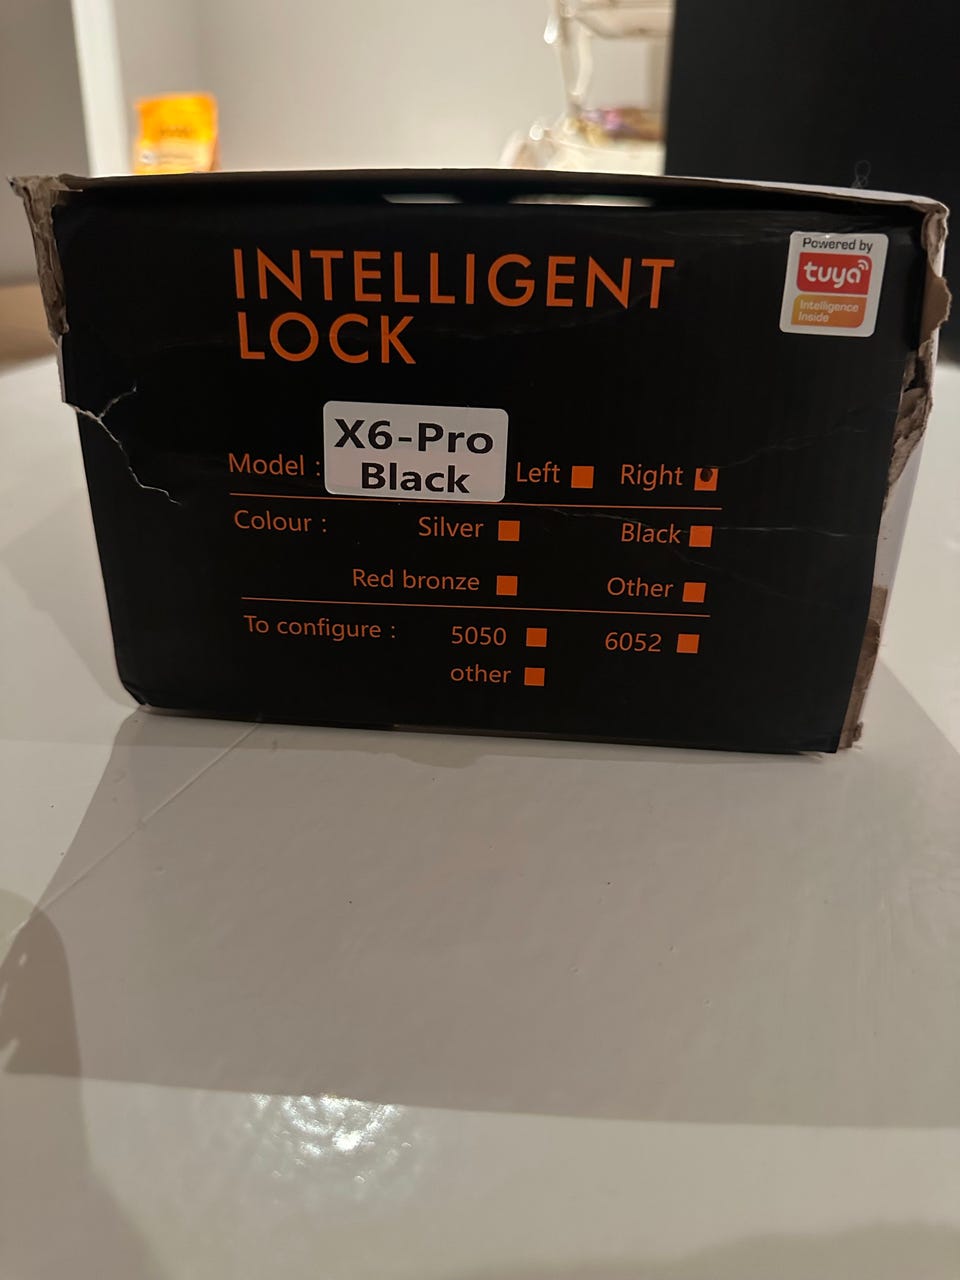 INTELLIGENT
LOCK
Powered by
tuya
Intelligence
Inside
X6-Pro
Black
Model : Left Right
Colour : Silver Black
Red bronze Other
To configure : 5050 6052
other